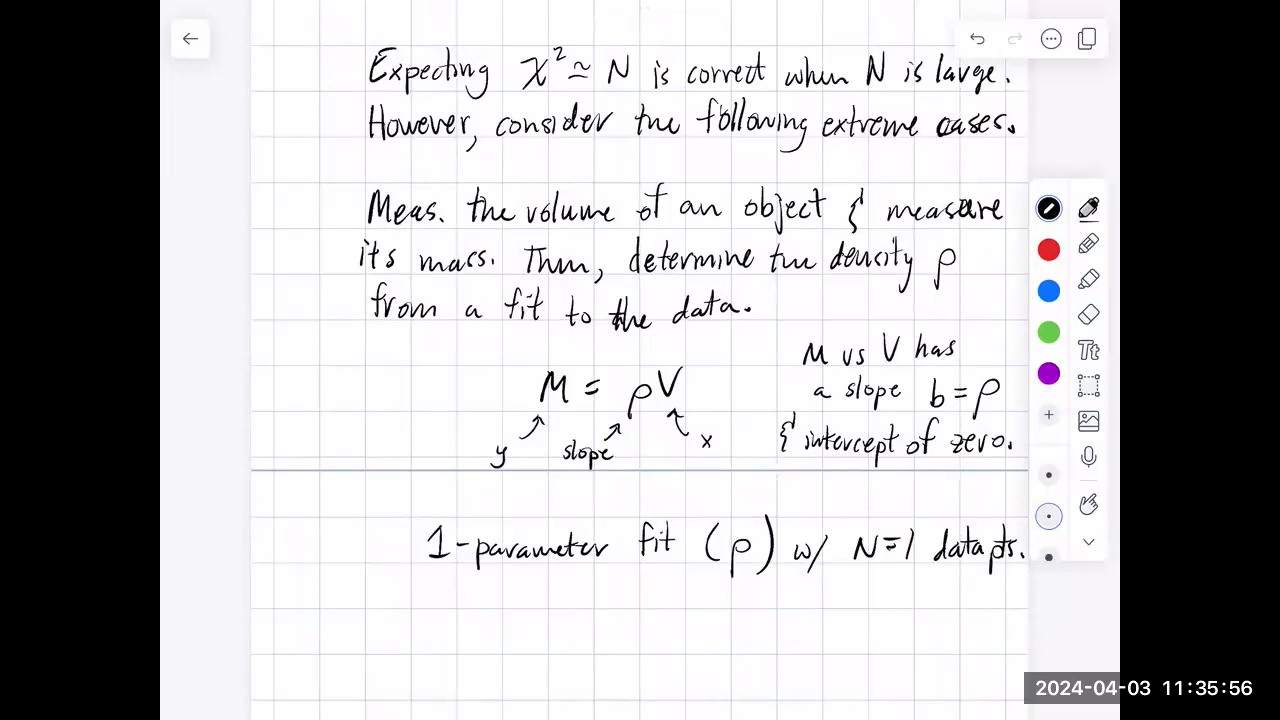 Expecting χ² ≃ N is correct when N is large.
However, consider the following extreme cases.
Meas. the volume of an object & measure
its mass. Then, determine the density ρ
from a fit to the data.
M = ρV
y slope x
M vs V has
a slope b = ρ
& intercept of zero.
1-parameter fit (ρ) w/ N=1 data pts.
Tt
2024-04-03 11:35:56